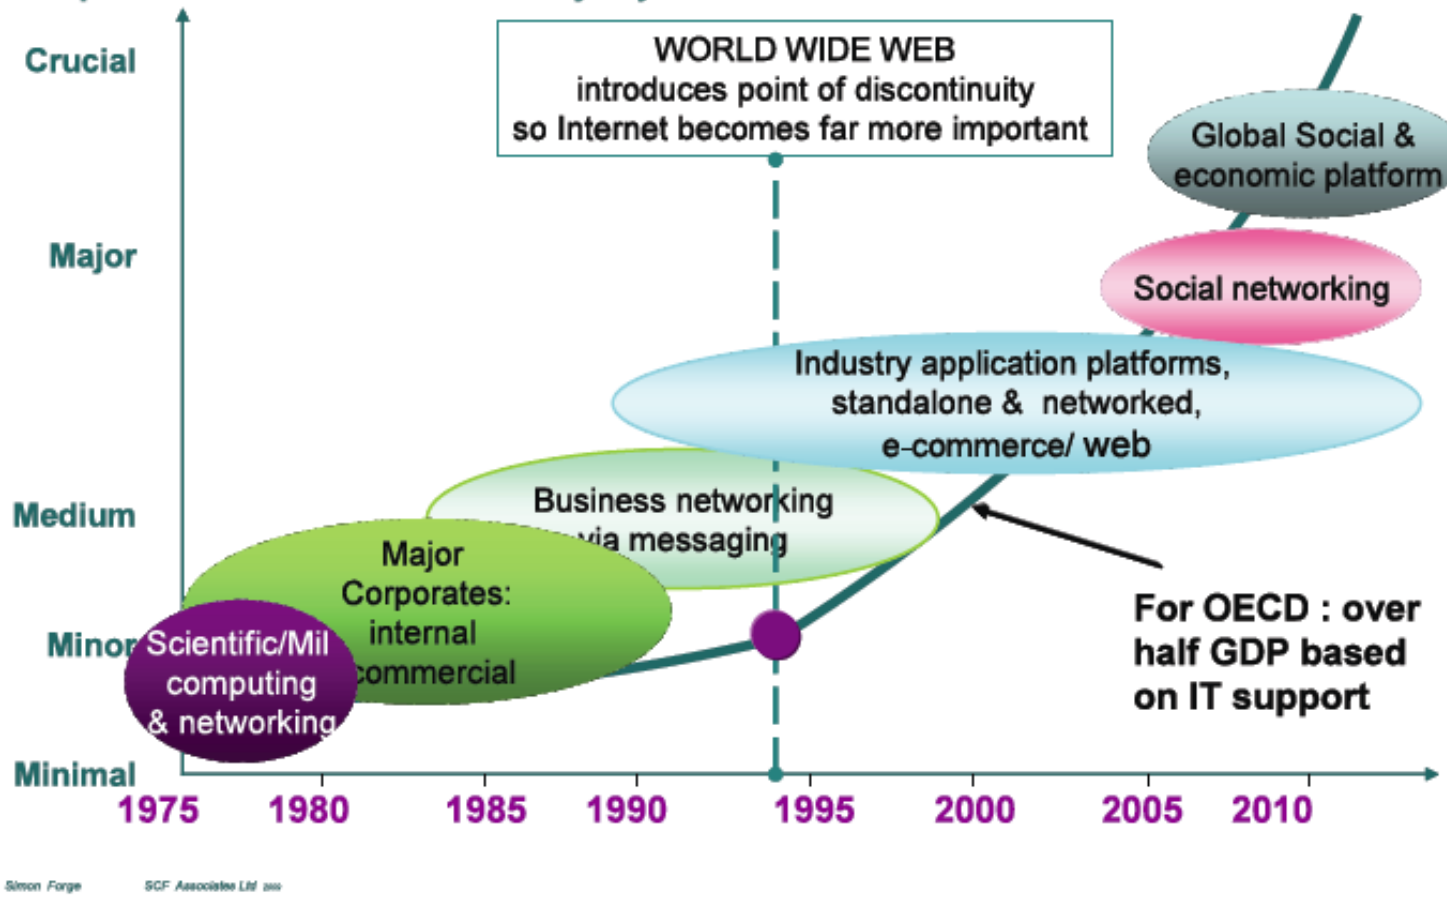 Crucial
WORLD WIDE WEB
introduces point of discontinuity
so Internet becomes far more important
Global Social &
economic platform
Major
Social networking
Industry application platforms,
standalone & networked,
e-commerce/ web
Medium
Business networking
via messaging
Major
Corporates:
internal
commercial
For OECD : over
half GDP based
on IT support
Minor
Scientific/Mil
computing
& networking
Minimal
1975 1980 1985 1990 1995 2000 2005 2010
Simon Forge SCF Associates Ltd